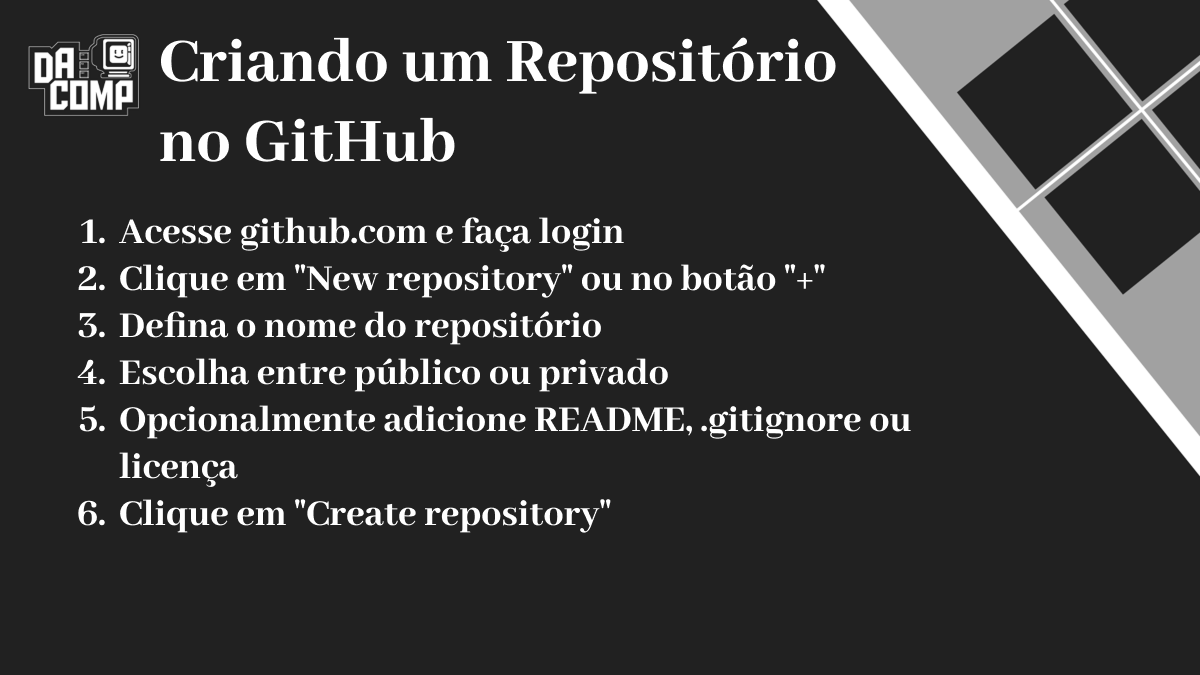 DA
COMP
Criando um Repositório
no GitHub
1. Acesse github.com e faça login
2. Clique em "New repository" ou no botão "+"
3. Defina o nome do repositório
4. Escolha entre público ou privado
5. Opcionalmente adicione README, .gitignore ou
licença
6. Clique em "Create repository"